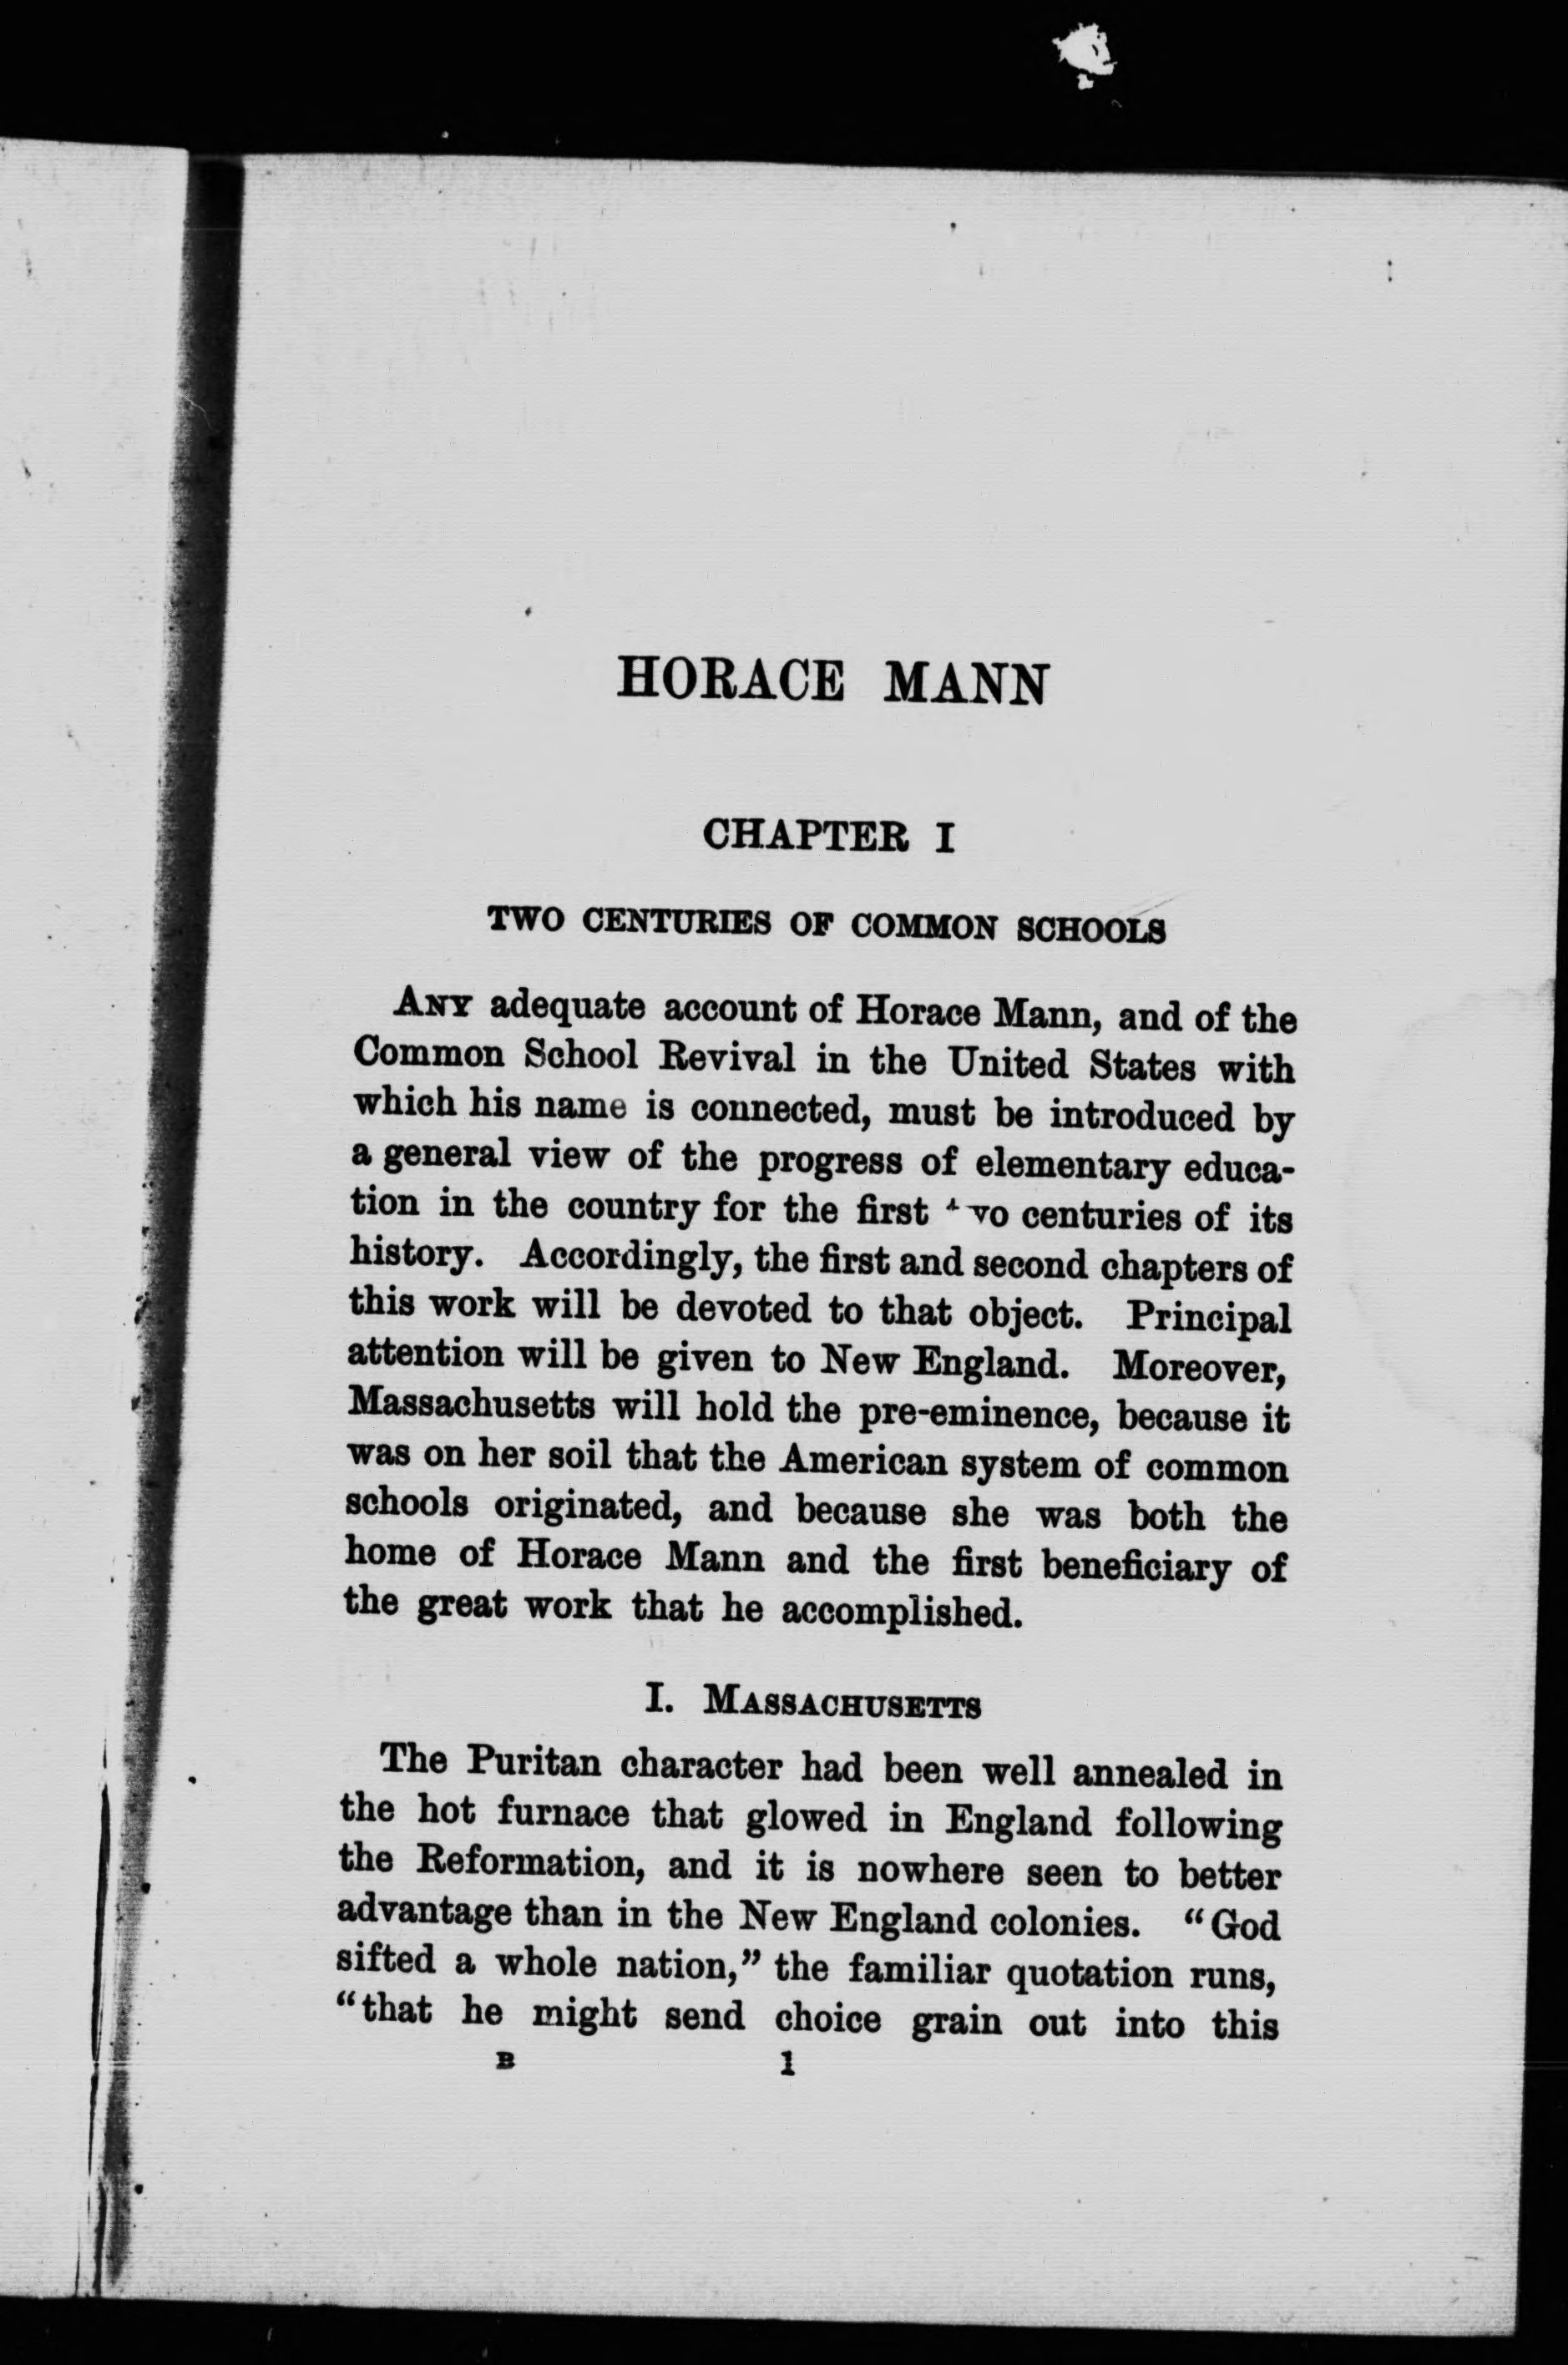 HORACE MANN
CHAPTER I
TWO CENTURIES OF COMMON SCHOOLS
ANY adequate account of Horace Mann, and of the
Common School Revival in the United States with
which his name is connected, must be introduced by
a general view of the progress of elementary educa-
tion in the country for the first two centuries of its
history. Accordingly, the first and second chapters of
this work will be devoted to that object. Principal
attention will be given to New England. Moreover,
Massachusetts will hold the pre-eminence, because it
was on her soil that the American system of common
schools originated, and because she was both the
home of Horace Mann and the first beneficiary of
the great work that he accomplished.
I. MASSACHUSETTS
The Puritan character had been well annealed in
the hot furnace that glowed in England following
the Reformation, and it is nowhere seen to better
advantage than in the New England colonies. “God
sifted a whole nation,” the familiar quotation runs,
“that he might send choice grain out into this
B 1